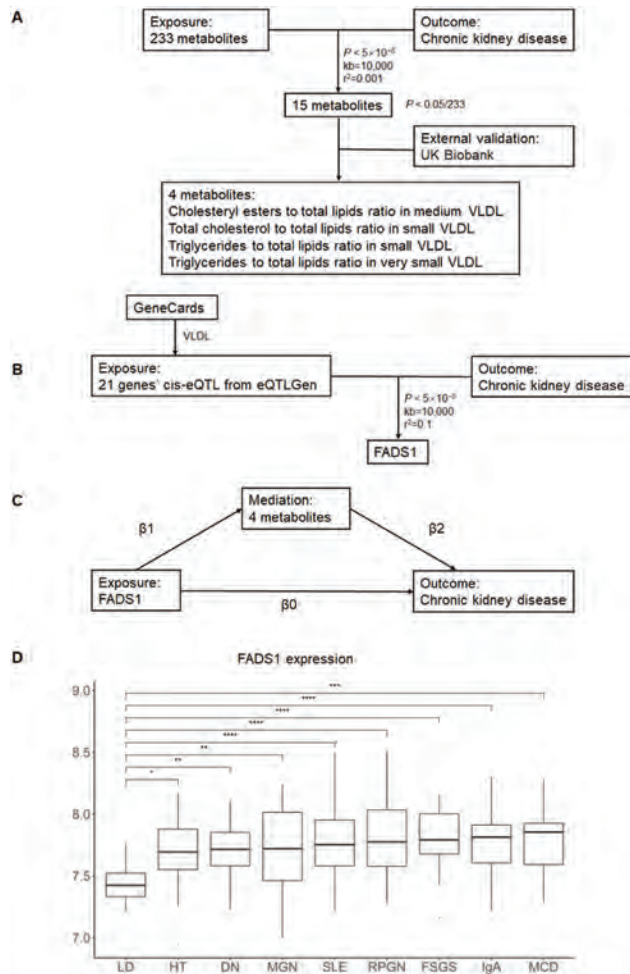 A
Exposure:
233 metabolites
Outcome:
Chronic kidney disease
P < 5×10⁻⁸
kb=10,000
r²=0.001
15 metabolites
P < 0.05/233
External validation:
UK Biobank
4 metabolites:
Cholesteryl esters to total lipids ratio in medium VLDL
Total cholesterol to total lipids ratio in small VLDL
Triglycerides to total lipids ratio in small VLDL
Triglycerides to total lipids ratio in very small VLDL
GeneCards
VLDL
B
Exposure:
21 genes' cis-eQTL from eQTLGen
Outcome:
Chronic kidney disease
P < 5×10⁻⁸
kb=10,000
r²=0.1
FADS1
C
Mediation:
4 metabolites
β1
β2
Exposure:
FADS1
Outcome:
Chronic kidney disease
β0
D
FADS1 expression
9.0
***
****
****
****
****
**
**
*
8.5
8.0
7.5
7.0
LD HT DN MGN SLE RPGN FSGS IgA MCD